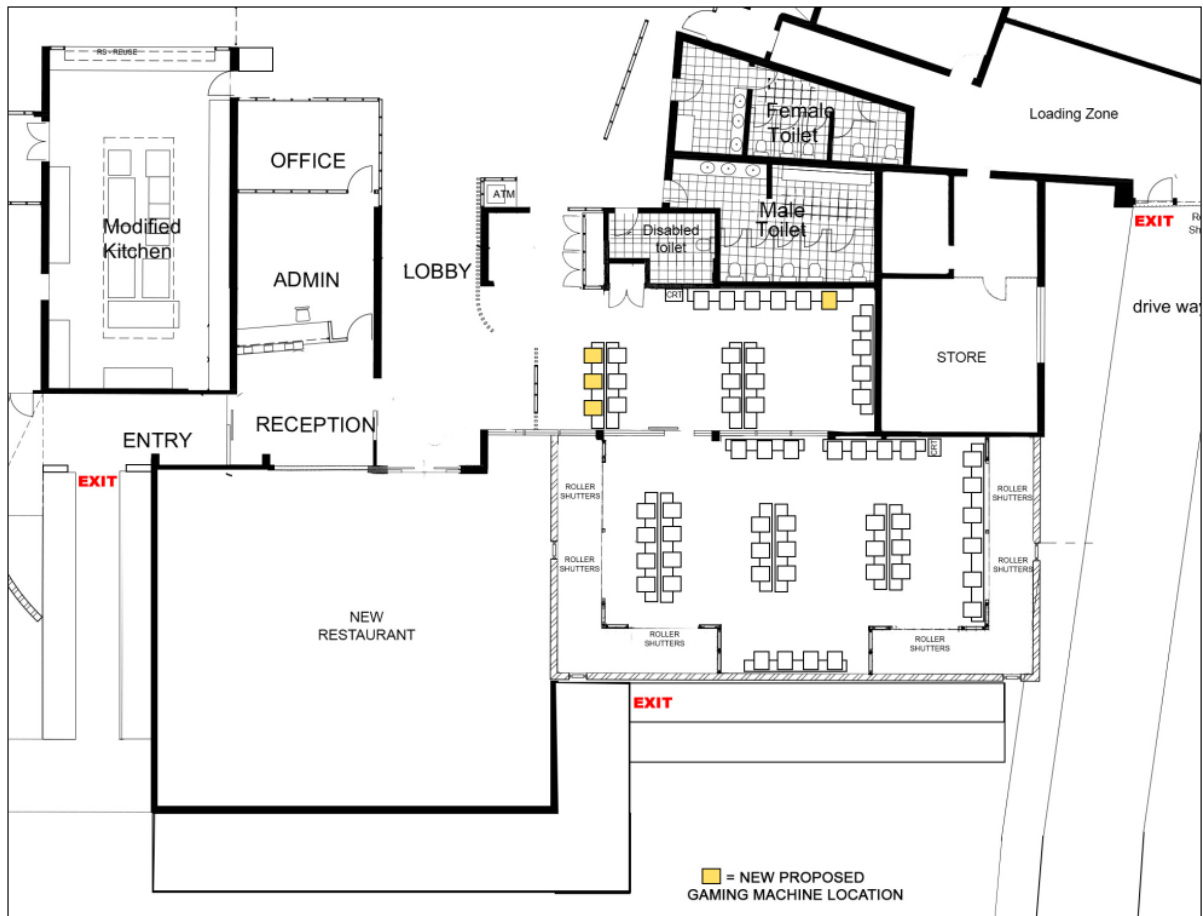 RS - REUSE
OFFICE
ATM
Female
Toilet
Loading Zone
Modified
Kitchen
Male
Toilet
Disabled
toilet
EXIT
LOBBY
ADMIN
CRT
drive way
STORE
RECEPTION
ENTRY
EXIT
CRT
ROLLER
SHUTTERS
ROLLER
SHUTTERS
ROLLER
SHUTTERS
ROLLER
SHUTTERS
NEW
RESTAURANT
ROLLER
SHUTTERS
ROLLER
SHUTTERS
EXIT
= NEW PROPOSED
GAMING MACHINE LOCATION